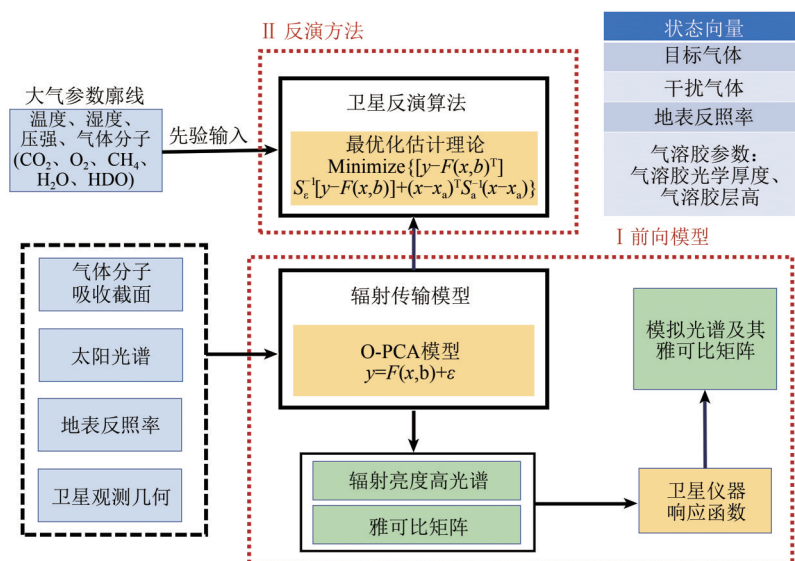 II 反演方法
大气参数廓线
温度、湿度、
压强、气体分子
(CO₂、O₂、CH₄、
H₂O、HDO)
先验输入
卫星反演算法
最优化估计理论
Minimize{[y−F(x,b)ᵀ]
Sε⁻¹[y−F(x,b)]+(x−xₐ)ᵀSₐ⁻¹(x−xₐ)}
状态向量
目标气体
干扰气体
地表反照率
气溶胶参数：
气溶胶光学厚度、
气溶胶层高
I 前向模型
气体分子
吸收截面
太阳光谱
地表反照率
卫星观测几何
辐射传输模型
O-PCA模型
y=F(x,b)+ε
辐射亮度高光谱
雅可比矩阵
卫星仪器
响应函数
模拟光谱及其
雅可比矩阵